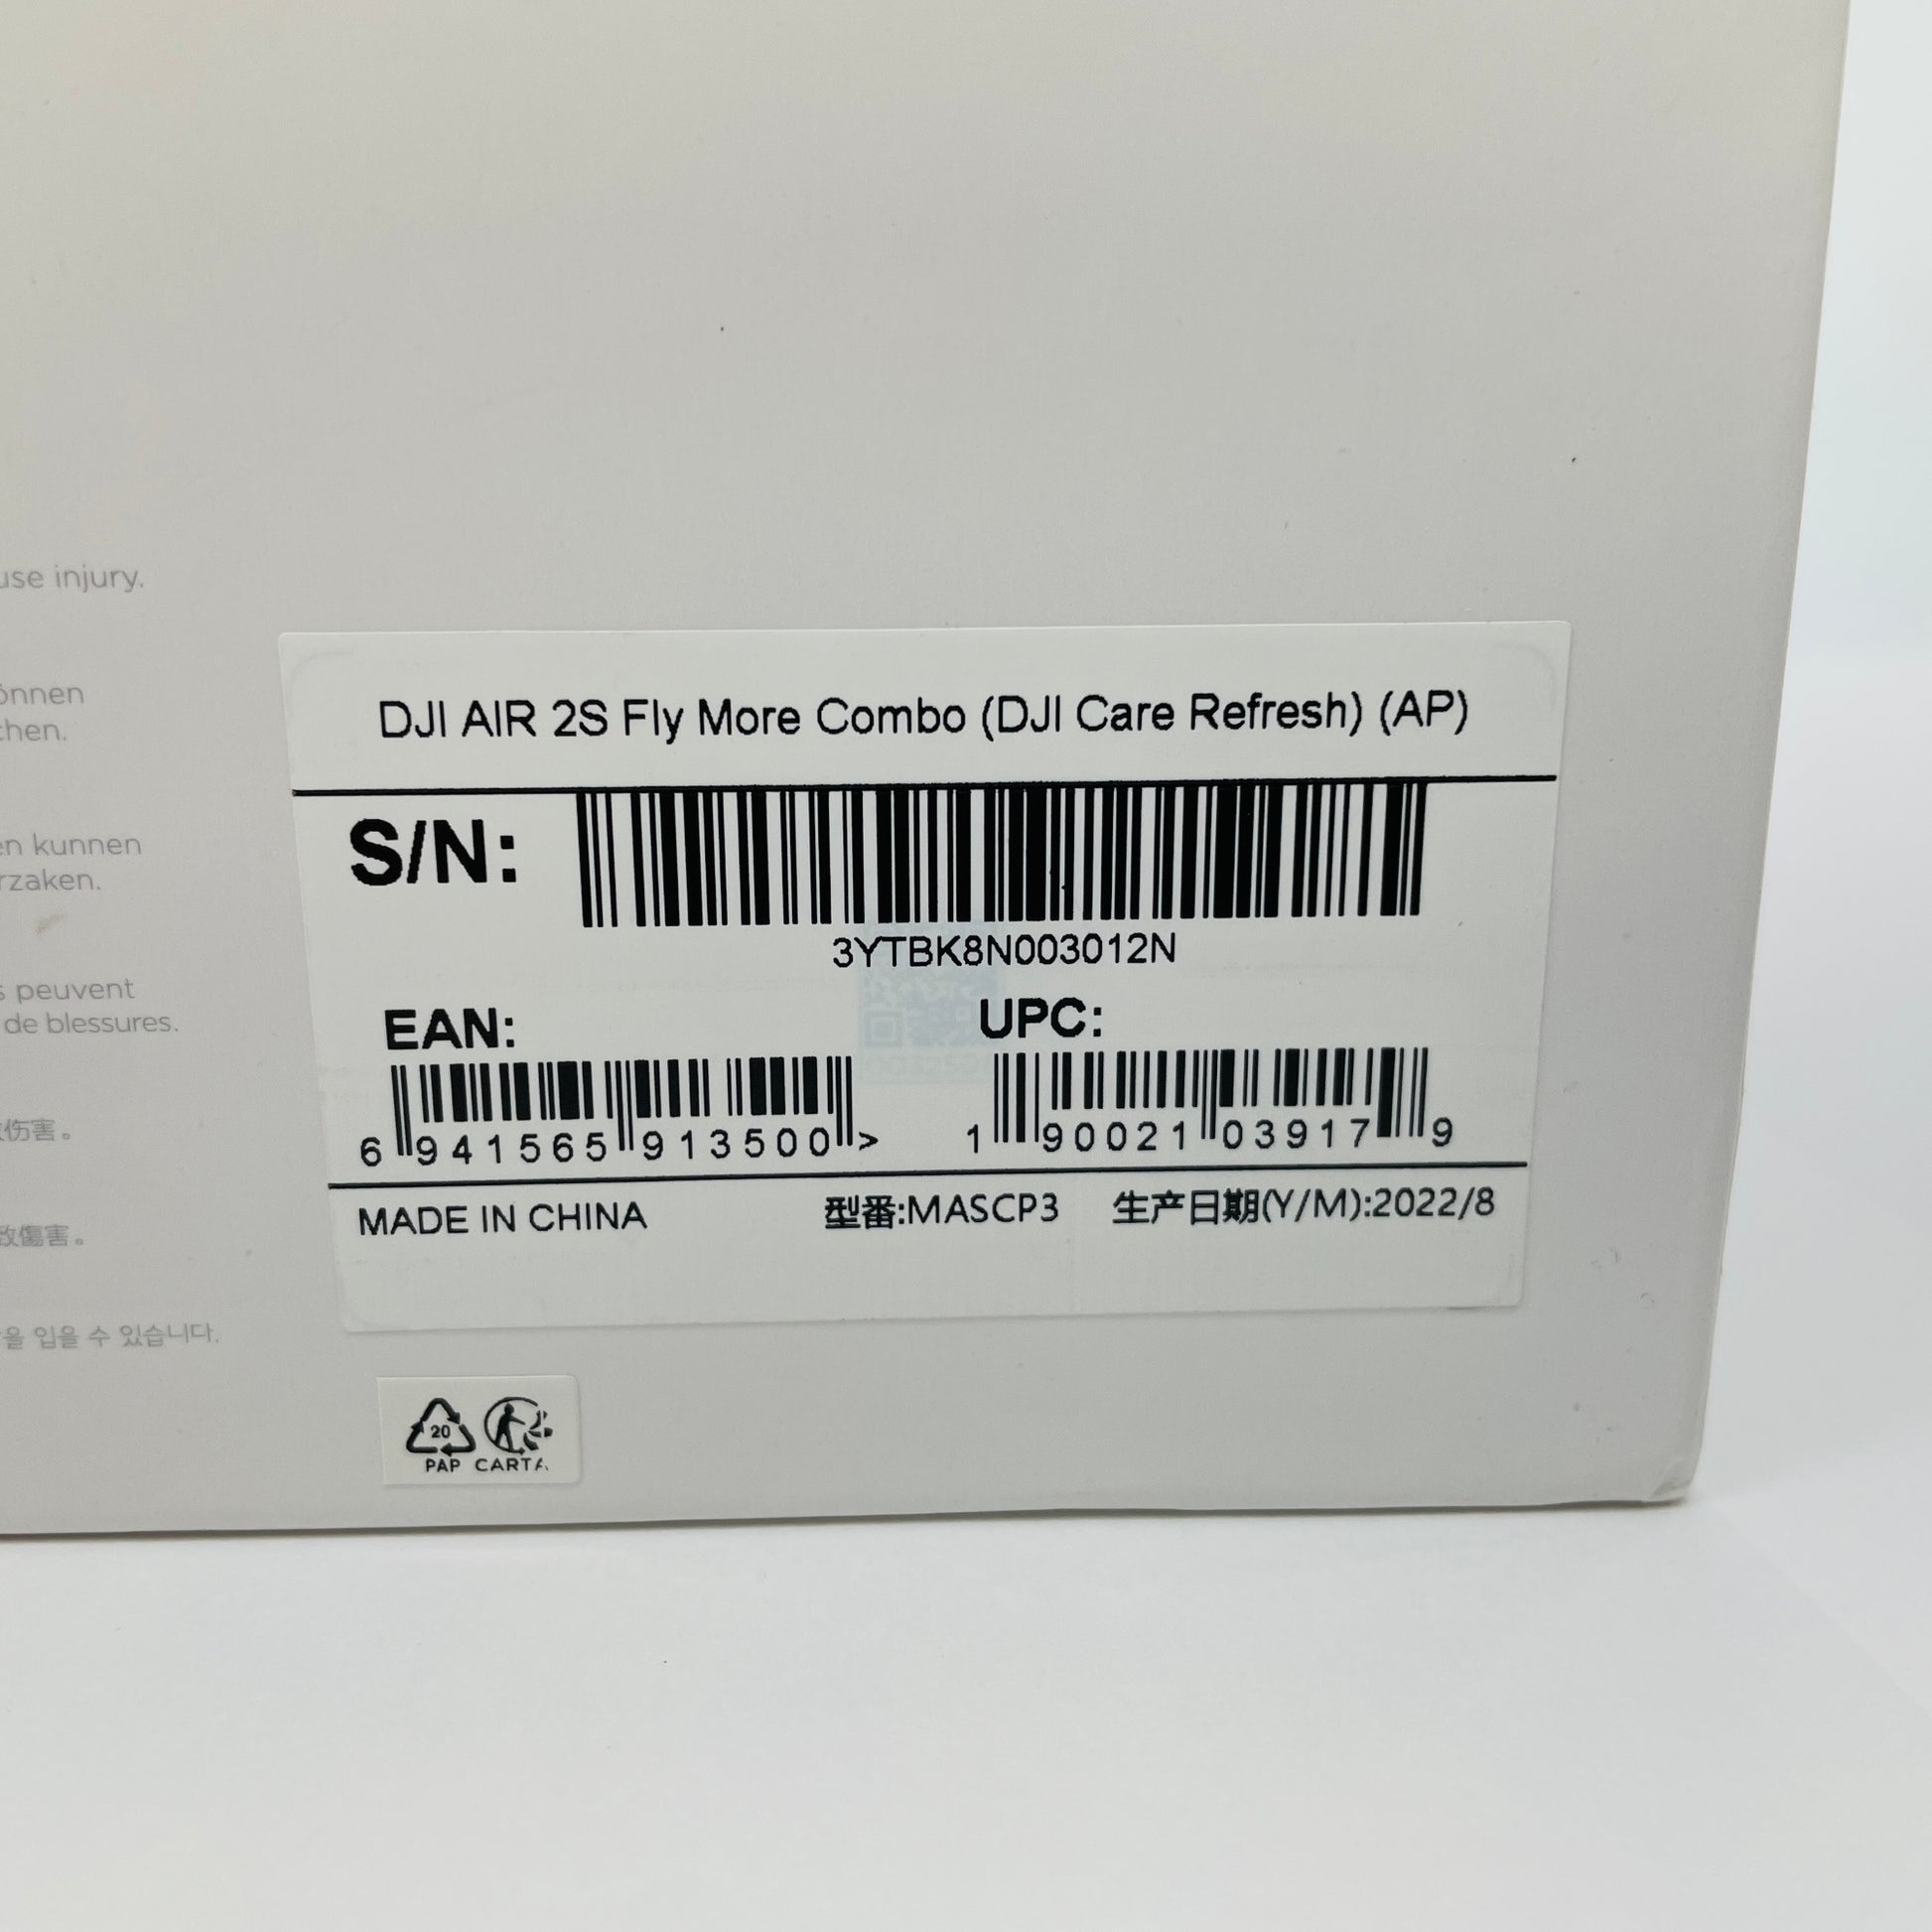 use injury.
önnen
chen.
en kunnen
rzaken.
s peuvent
de blessures.
伤害。
致傷害。
을 입을 수 있습니다.
DJI AIR 2S Fly More Combo (DJI Care Refresh) (AP)
S/N:
3YTBK8N003012N
EAN:
UPC:
6 941565 913500 >
1 90021 03917 9
MADE IN CHINA 型番:MASCP3 生产日期(Y/M):2022/8
20
PAP CARTA